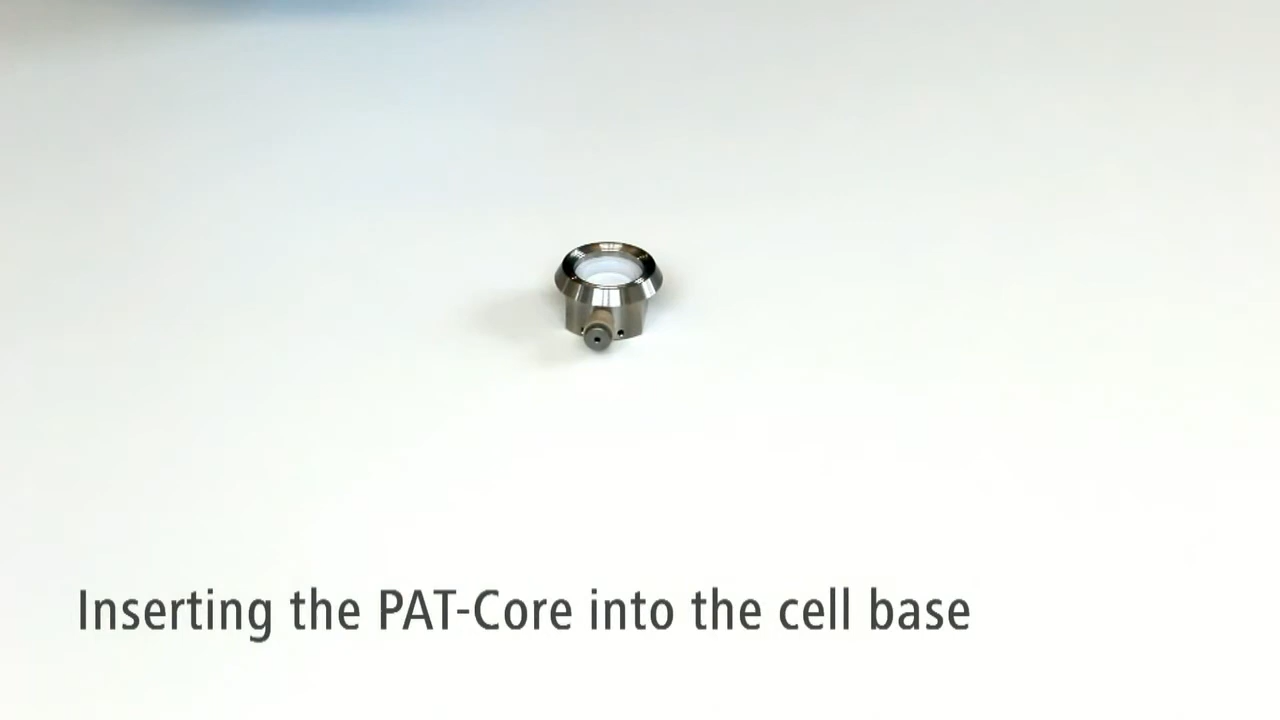 Inserting the PAT-Core into the cell base